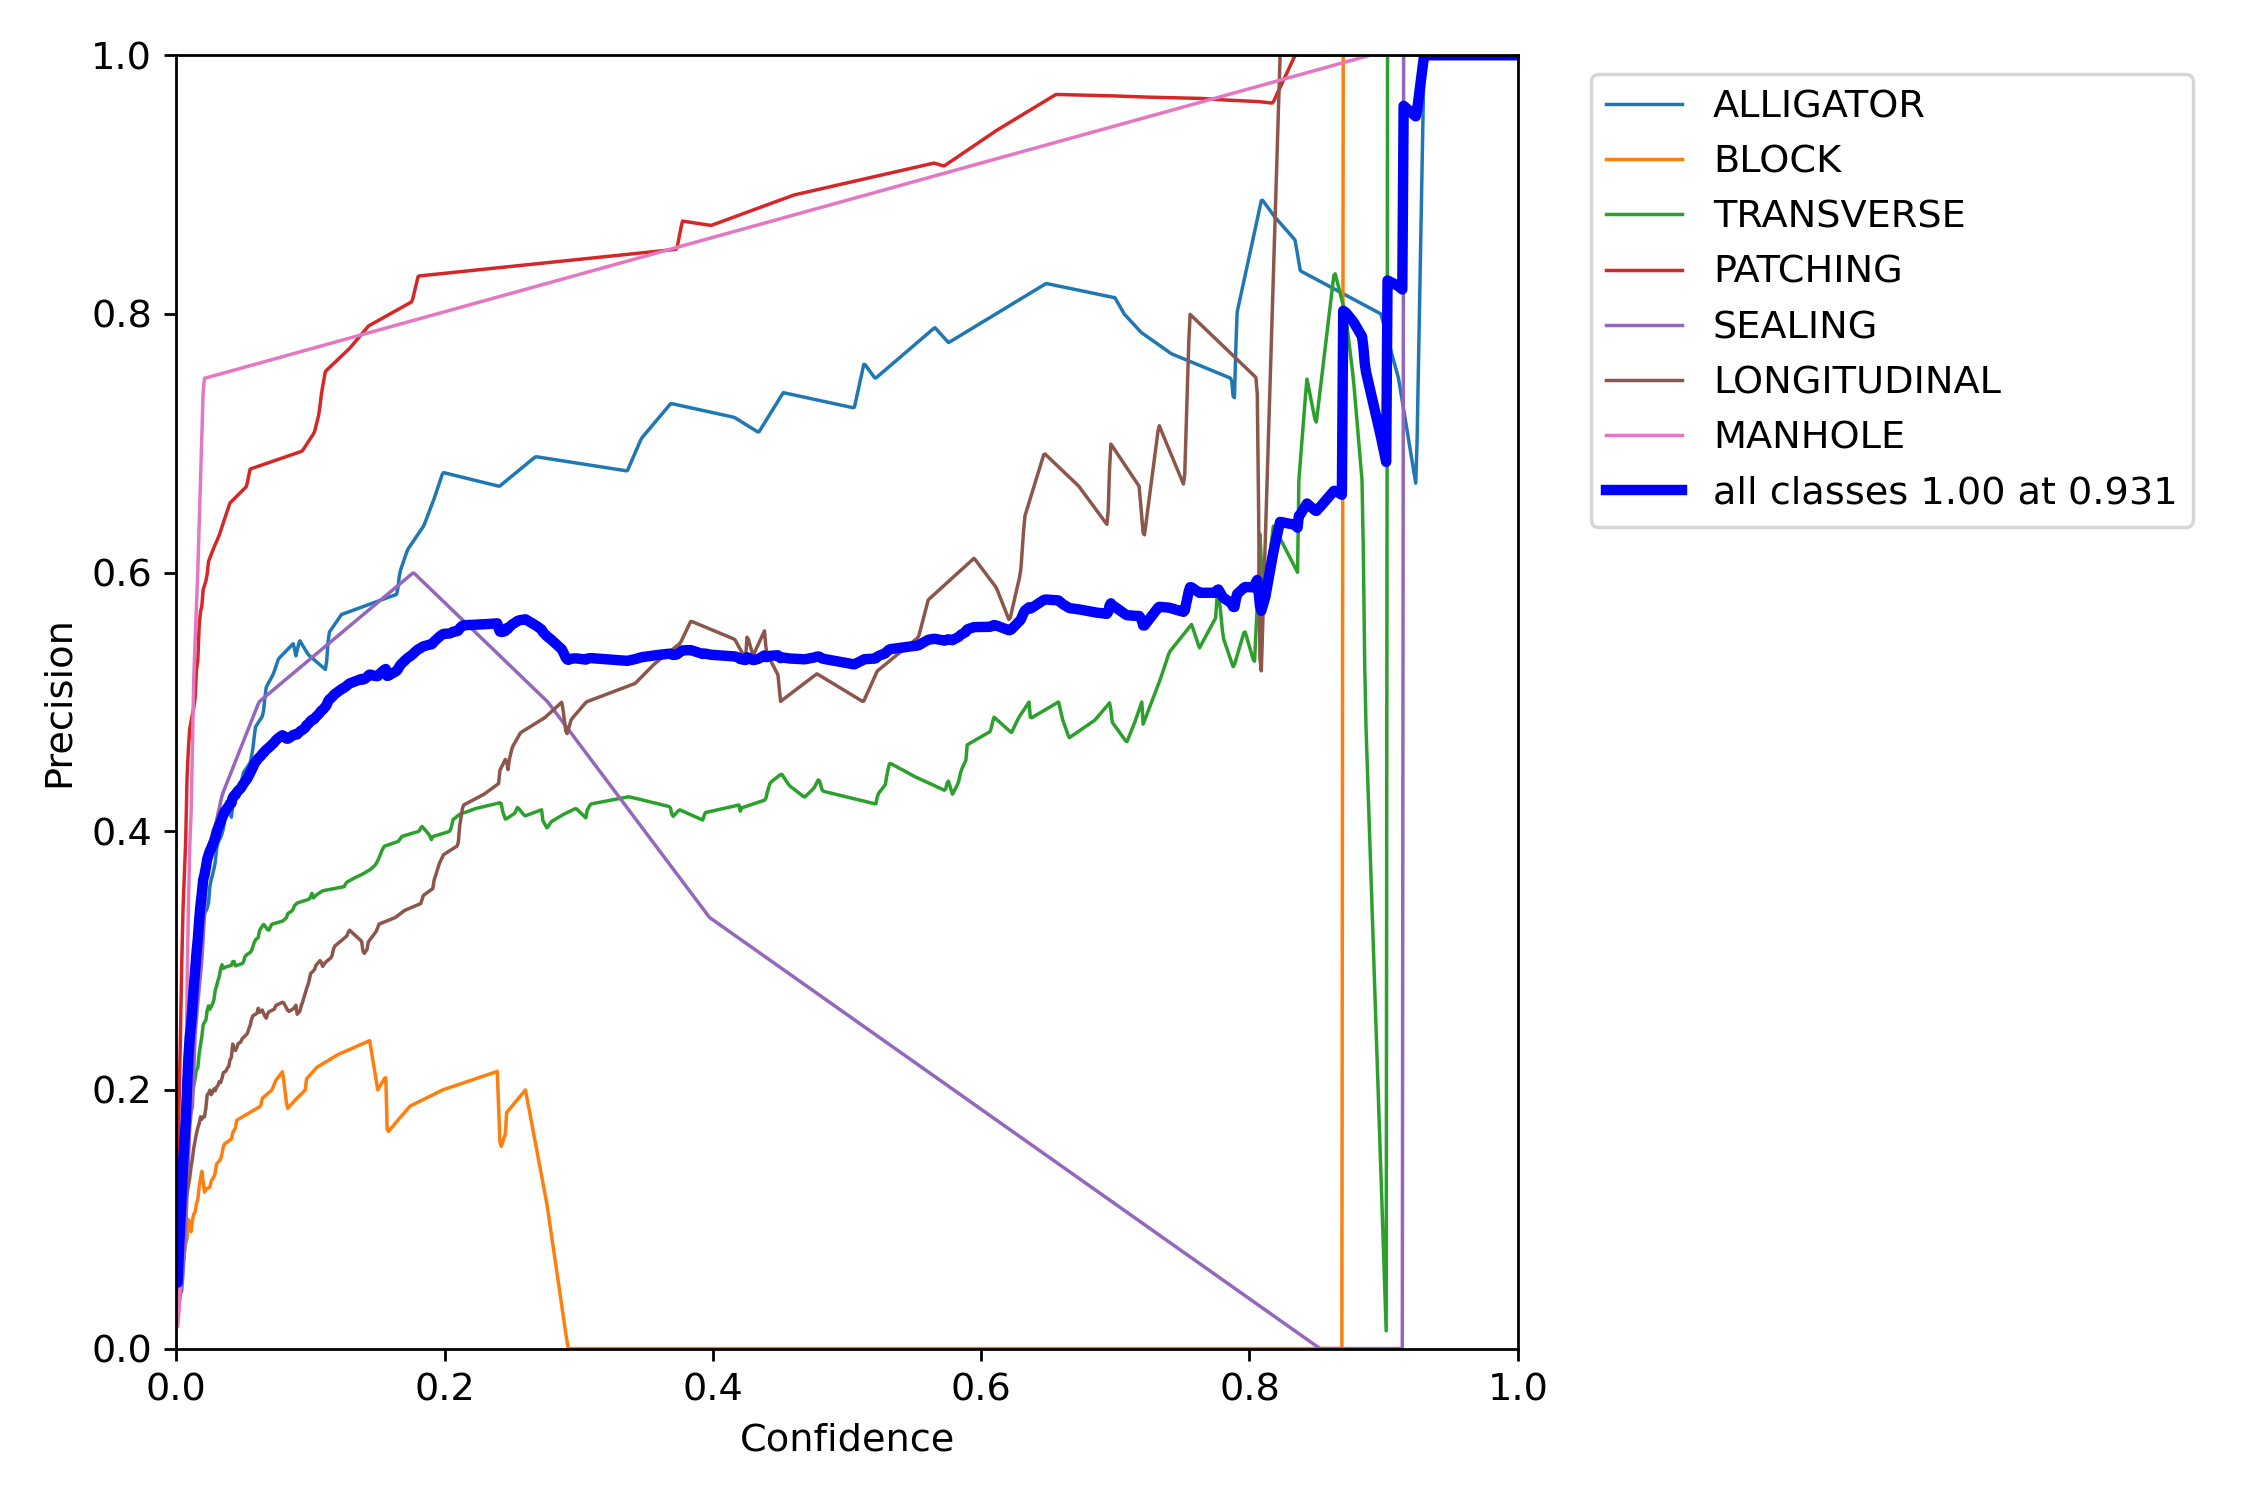 1.0
0.8
0.6
0.4
0.2
0.0
Precision
0.0 0.2 0.4 0.6 0.8 1.0
Confidence
ALLIGATOR
BLOCK
TRANSVERSE
PATCHING
SEALING
LONGITUDINAL
MANHOLE
all classes 1.00 at 0.931